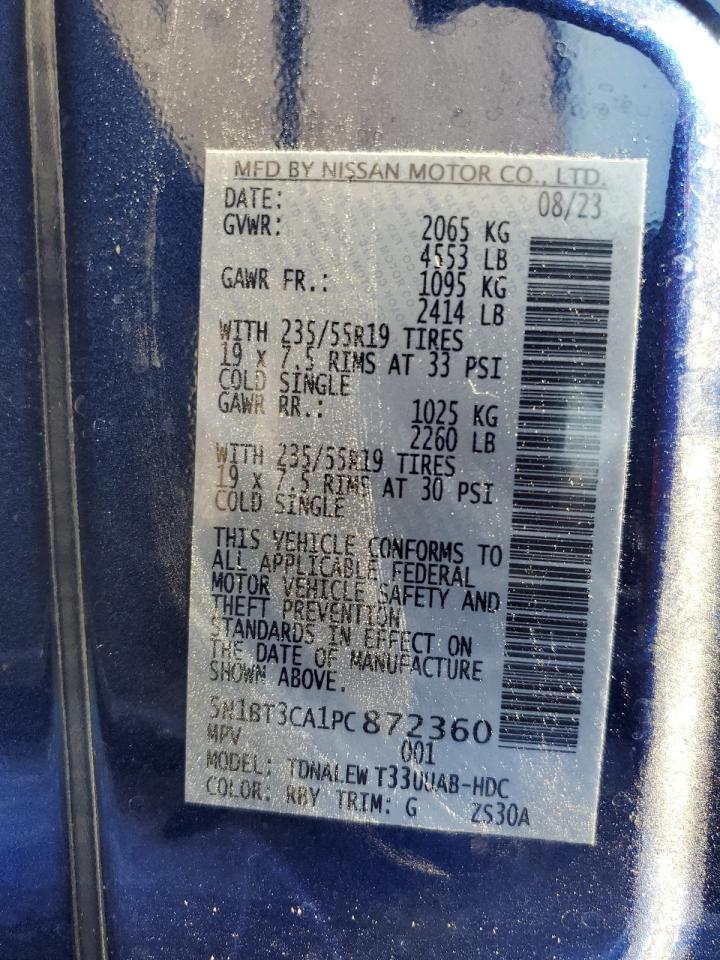 MFD BY NISSAN MOTOR CO., LTD.
DATE: 08/23
GVWR: 2065 KG
4553 LB
GAWR FR.: 1095 KG
2414 LB
WITH 235/55R19 TIRES
19 X 7.5 RIMS AT 33 PSI
COLD SINGLE
GAWR RR.: 1025 KG
2260 LB
WITH 235/55R19 TIRES
19 X 7.5 RIMS AT 30 PSI
COLD SINGLE
THIS VEHICLE CONFORMS TO
ALL APPLICABLE FEDERAL
MOTOR VEHICLE SAFETY AND
THEFT PREVENTION
STANDARDS IN EFFECT ON
THE DATE OF MANUFACTURE
SHOWN ABOVE.
5N1BT3CA1PC872360
MPV 001
MODEL: TDNALEW T33UUAB-HDC
COLOR: RBY TRIM: G ZS30A